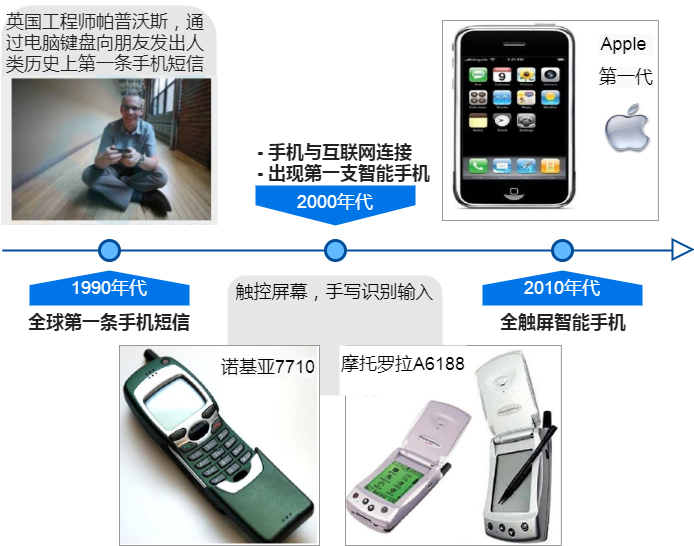 英国工程师帕普沃斯，通
过电脑键盘向朋友发出人
类历史上第一条手机短信
- 手机与互联网连接
- 出现第一支智能手机
2000年代
Apple
第一代
1990年代
全球第一条手机短信
触控屏幕，手写识别输入
2010年代
全触屏智能手机
诺基亚7710
摩托罗拉A6188